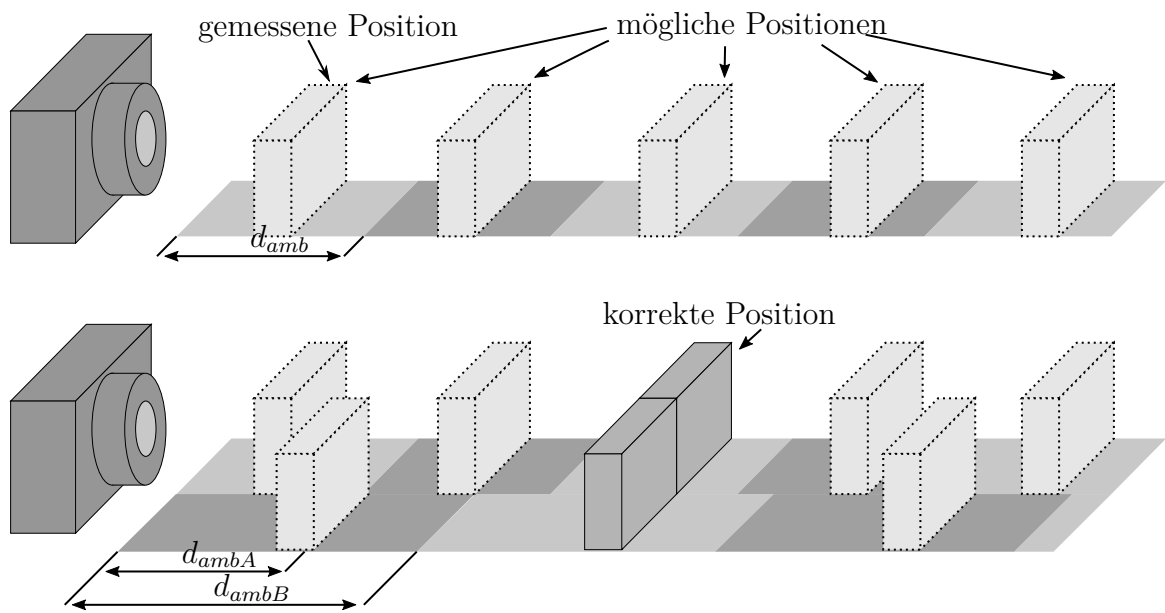 gemessene Position
mögliche Positionen
d_amb
korrekte Position
d_ambA
d_ambB